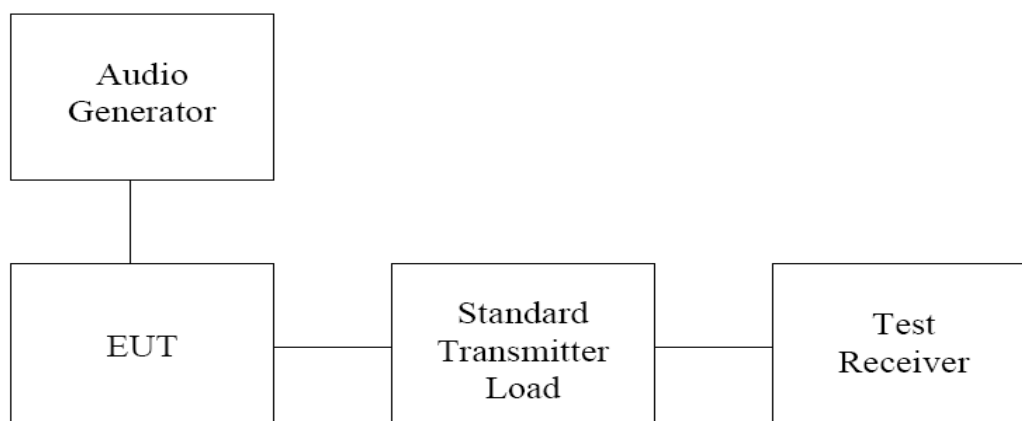 Audio
Generator
EUT
Standard
Transmitter
Load
Test
Receiver